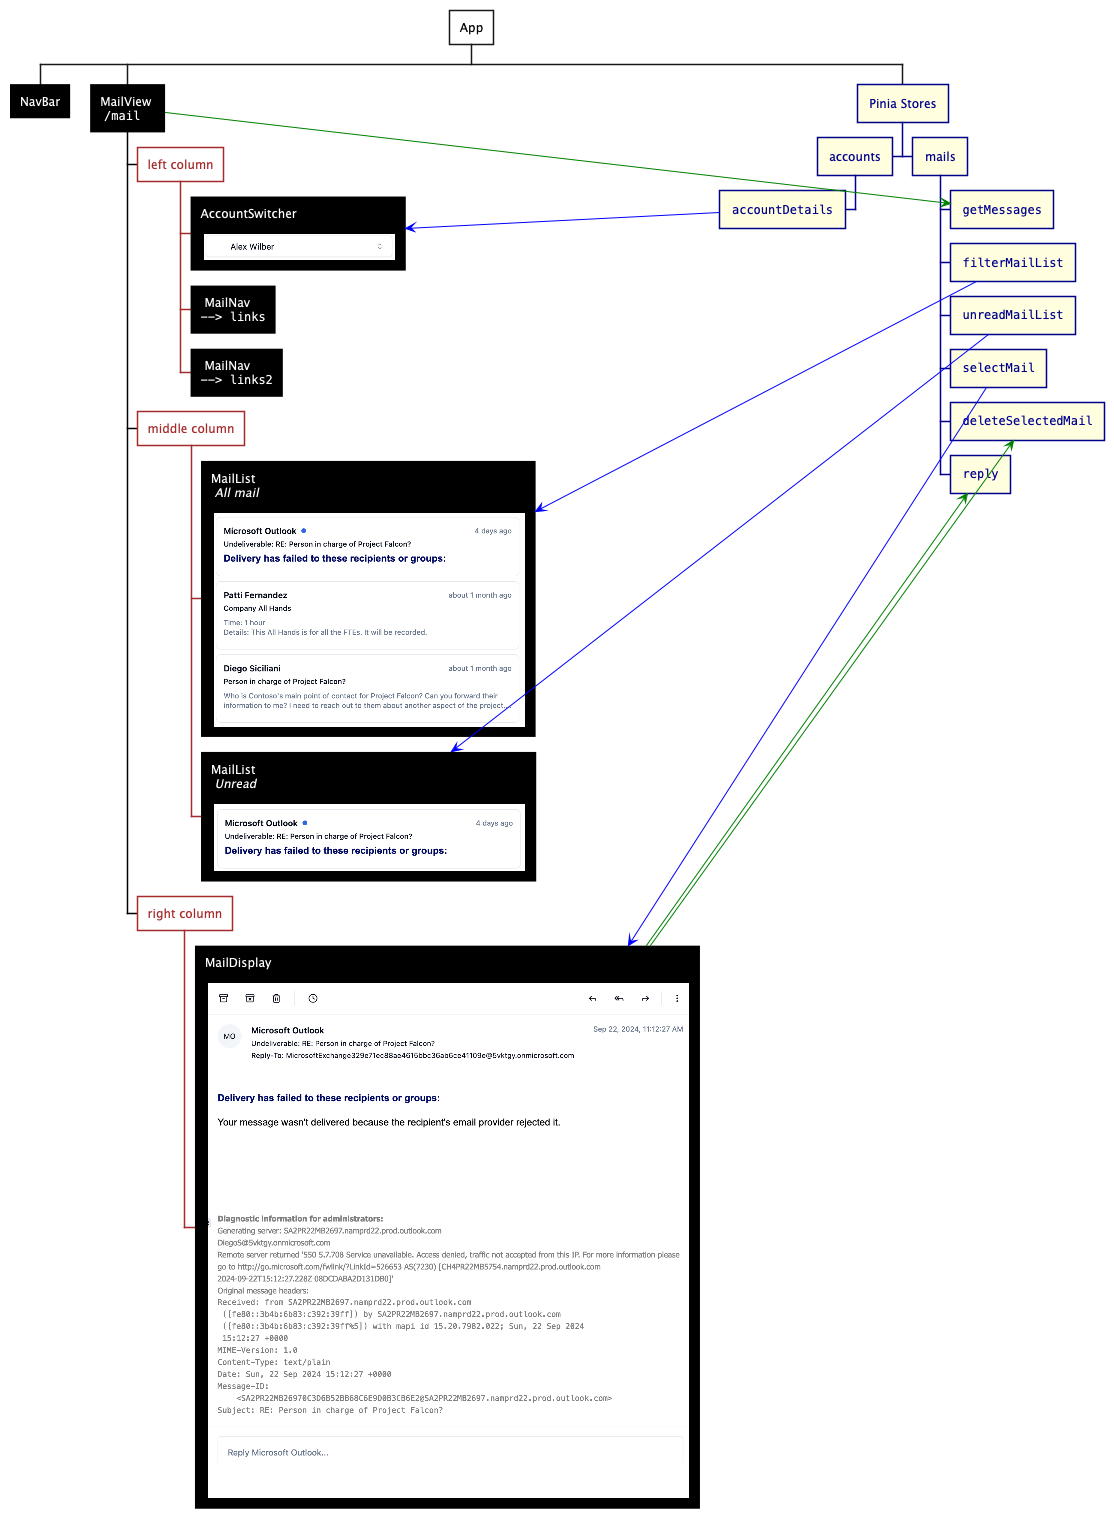 App
NavBar
MailView
/mail
Pinia Stores
left column
accounts
mails
AccountSwitcher
Alex Wilber
accountDetails
getMessages
filterMailList
MailNav
——> links
unreadMailList
MailNav
——> links2
selectMail
middle column
deleteSelectedMail
MailList
All mail
reply
Microsoft Outlook
4 days ago
Undeliverable: RE: Person in charge of Project Falcon?
Delivery has failed to these recipients or groups:
Patti Fernandez
about 1 month ago
Company All Hands
Time: 1 hour
Details: This All Hands is for all the FTEs. It will be recorded.
Diego Siciliani
about 1 month ago
Person in charge of Project Falcon?
Who is Contoso's main point of contact for Project Falcon? Can you forward their
information to me? I need to reach out to them about another aspect of the project....
MailList
Unread
Microsoft Outlook
4 days ago
Undeliverable: RE: Person in charge of Project Falcon?
Delivery has failed to these recipients or groups:
right column
MailDisplay
MO
Microsoft Outlook
Sep 22, 2024, 11:12:27 AM
Undeliverable: RE: Person in charge of Project Falcon?
Reply-To:
Delivery has failed to these recipients or groups:
Your message wasn't delivered because the recipient's email provider rejected it.
Diagnostic information for administrators:
Generating server: SA2PR22MB2697.namprd22.prod.outlook.com
DiegoS@5vktgy.onmicrosoft.com
Remote server returned '550 5.7.708 Service unavailable. Access denied, traffic not accepted from this IP. For more information please
go to http://go.microsoft.com/fwlink/?LinkId=526653 AS(7230) [CH4PR22MB5754.namprd22.prod.outlook.com
2024-09-22T15:12:27.228Z 08DCDABA2D131DB0]'
Original message headers:
Received: from SA2PR22MB2697.namprd22.prod.outlook.com
([fe80::3b4b:6b83:c392:39ff]) by SA2PR22MB2697.namprd22.prod.outlook.com
([fe80::3b4b:6b83:c392:39ff%5]) with mapi id 15.20.7982.022; Sun, 22 Sep 2024
15:12:27 +0000
MIME-Version: 1.0
Content-Type: text/plain
Date: Sun, 22 Sep 2024 15:12:27 +0000
Message-ID:
Subject: RE: Person in charge of Project Falcon?
Reply Microsoft Outlook...